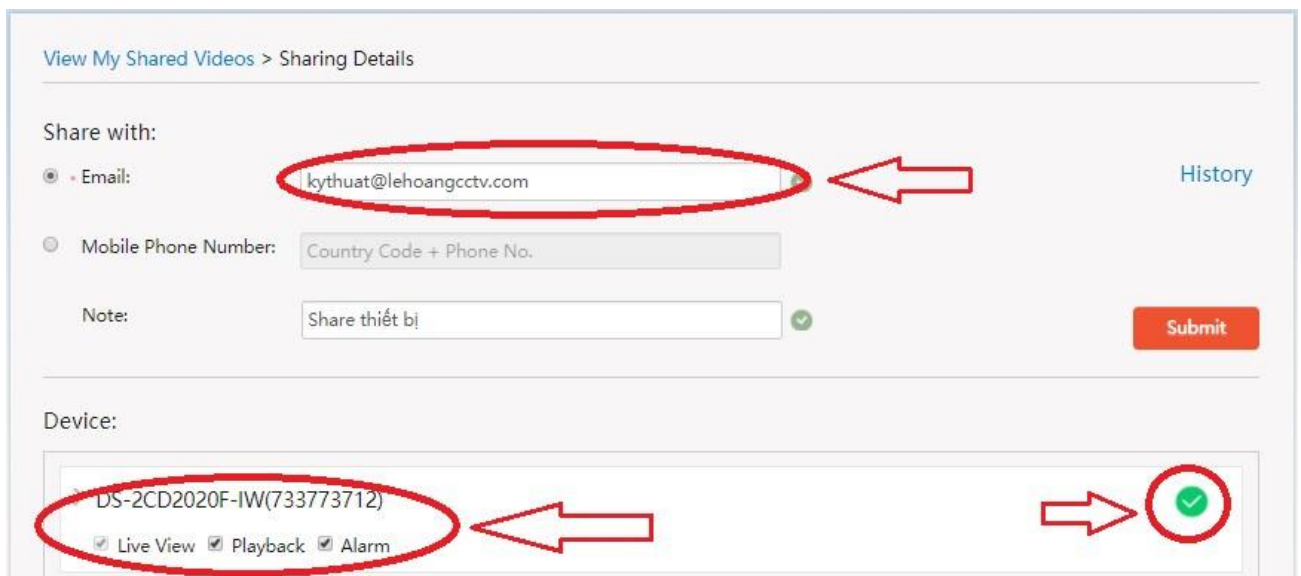 View My Shared Videos > Sharing Details
Share with:
Email:
kythuat@lehoangcctv.com
History
Mobile Phone Number:
Country Code + Phone No.
Note:
Share thiết bị
Submit
Device:
DS-2CD2020F-IW(733773712)
Live View Playback Alarm